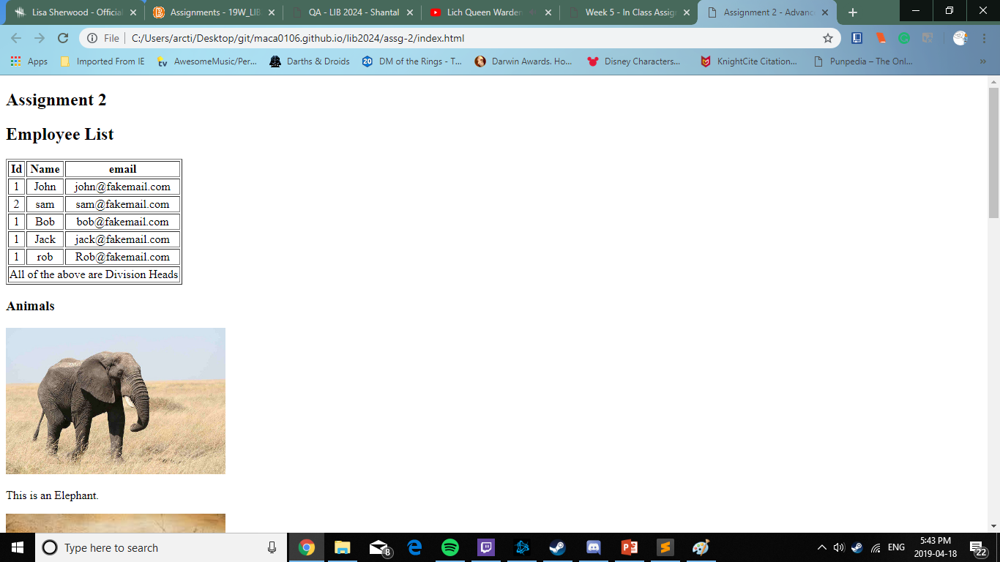 Lisa Sherwood - Official
Assignments - 19W_LIB
QA - LIB 2024 - Shantal
Lich Queen Warden
Week 5 - In Class Assig
Assignment 2 - Advanc
File
C:/Users/arcti/Desktop/git/maca0106.github.io/lib2024/assg-2/index.html
Apps
Imported From IE
tv
AwesomeMusic/Per...
Darths & Droids
20
DM of the Rings - T...
Darwin Awards. Ho...
Disney Characters...
KnightCite Citation...
Punpedia – The Onl...
»
Assignment 2
Employee List
Id Name email
1 John john@fakemail.com
2 sam sam@fakemail.com
1 Bob bob@fakemail.com
1 Jack jack@fakemail.com
1 rob Rob@fakemail.com
All of the above are Division Heads
Animals
This is an Elephant.
Type here to search
8
ENG
5:43 PM
2019-04-18
22